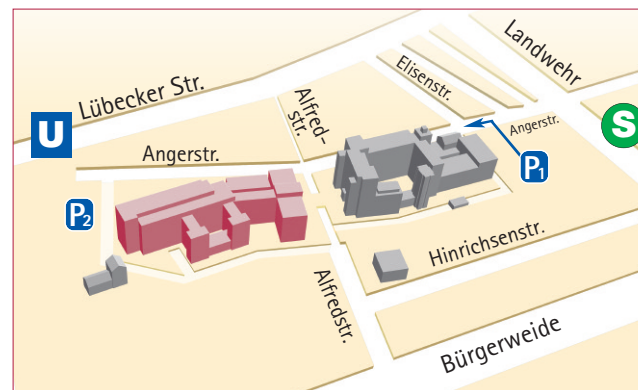 Landwehr
Elisenstr.
Lübecker Str.
Alfred-
str.
U
S
Angerstr.
Angerstr.
P1
P2
Hinrichsenstr.
Alfredstr.
Bürgerweide